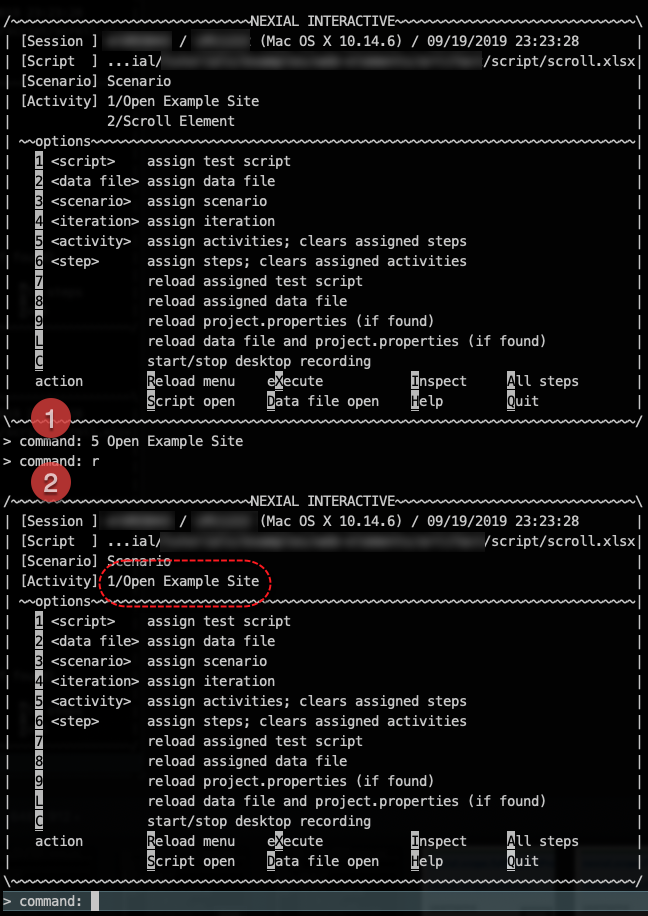 /~~~~~~~~~~~~~~~~~~~~~~~~~~~~~~NEXIAL INTERACTIVE~~~~~~~~~~~~~~~~~~~~~~~~~~~~~~\
| [Session ] / (Mac OS X 10.14.6) / 09/19/2019 23:23:28 |
| [Script ] ...ial/ /script/scroll.xlsx|
| [Scenario] Scenario |
| [Activity] 1/Open Example Site |
| 2/Scroll Element |
| ~~options~~~~~~~~~~~~~~~~~~~~~~~~~~~~~~~~~~~~~~~~~~~~~~~~~~~~~~~~~~~~~~~~~~~~|
| 1 <script> assign test script |
| 2 <data file> assign data file |
| 3 <scenario> assign scenario |
| 4 <iteration> assign iteration |
| 5 <activity> assign activities; clears assigned steps |
| 6 <step> assign steps; clears assigned activities |
| 7 reload assigned test script |
| 8 reload assigned data file |
| 9 reload project.properties (if found) |
| L reload data file and project.properties (if found) |
| C start/stop desktop recording |
| action Reload menu eXecute Inspect All steps |
| Script open Data file open Help Quit |
\~~~~~~~~~~~~~~~~~~~~~~~~~~~~~~~~~~~~~~~~~~~~~~~~~~~~~~~~~~~~~~~~~~~~~~~~~~~~~~/
1
> command: 5 Open Example Site
> command: r
2
/~~~~~~~~~~~~~~~~~~~~~~~~~~~~~~NEXIAL INTERACTIVE~~~~~~~~~~~~~~~~~~~~~~~~~~~~~~\
| [Session ] / (Mac OS X 10.14.6) / 09/19/2019 23:23:28 |
| [Script ] ...ial/ /script/scroll.xlsx|
| [Scenario] Scenario |
| [Activity] 1/Open Example Site |
| ~~options~~~~~~~~~~~~~~~~~~~~~~~~~~~~~~~~~~~~~~~~~~~~~~~~~~~~~~~~~~~~~~~~~~~~|
| 1 <script> assign test script |
| 2 <data file> assign data file |
| 3 <scenario> assign scenario |
| 4 <iteration> assign iteration |
| 5 <activity> assign activities; clears assigned steps |
| 6 <step> assign steps; clears assigned activities |
| 7 reload assigned test script |
| 8 reload assigned data file |
| 9 reload project.properties (if found) |
| L reload data file and project.properties (if found) |
| C start/stop desktop recording |
| action Reload menu eXecute Inspect All steps |
| Script open Data file open Help Quit |
\~~~~~~~~~~~~~~~~~~~~~~~~~~~~~~~~~~~~~~~~~~~~~~~~~~~~~~~~~~~~~~~~~~~~~~~~~~~~~~/
> command: